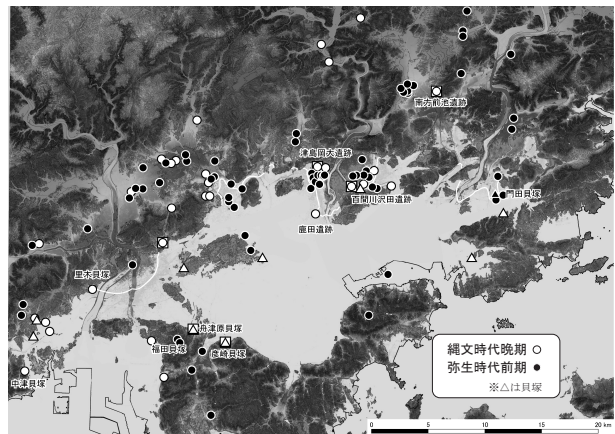 南方前池遺跡
津島岡大遺跡
百間川沢田遺跡
門田貝塚
鹿田遺跡
里木貝塚
舟津原貝塚
福田貝塚
彦崎貝塚
中津貝塚
縄文時代晩期 ○
弥生時代前期 ●
※△は貝塚
0 5 10 15 20 km